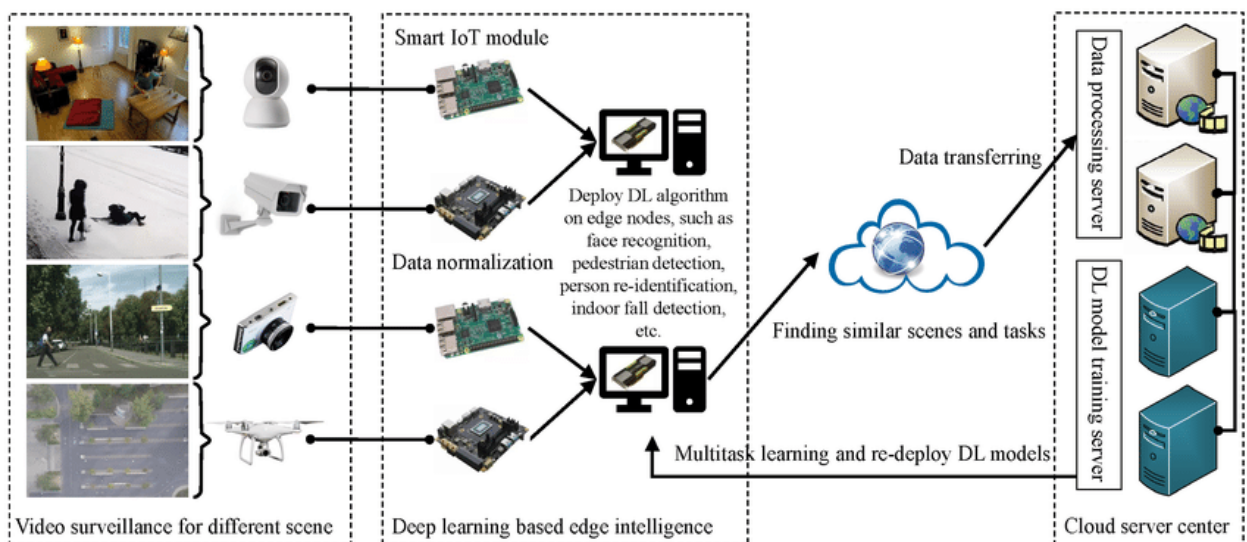 Smart IoT module
Data normalization
Deploy DL algorithm
on edge nodes, such as
face recognition,
pedestrian detection,
person re-identification,
indoor fall detection,
etc.
Data transferring
Finding similar scenes and tasks
Multitask learning and re-deploy DL models
Data processing server
DL model training server
Video surveillance for different scene
Deep learning based edge intelligence
Cloud server center